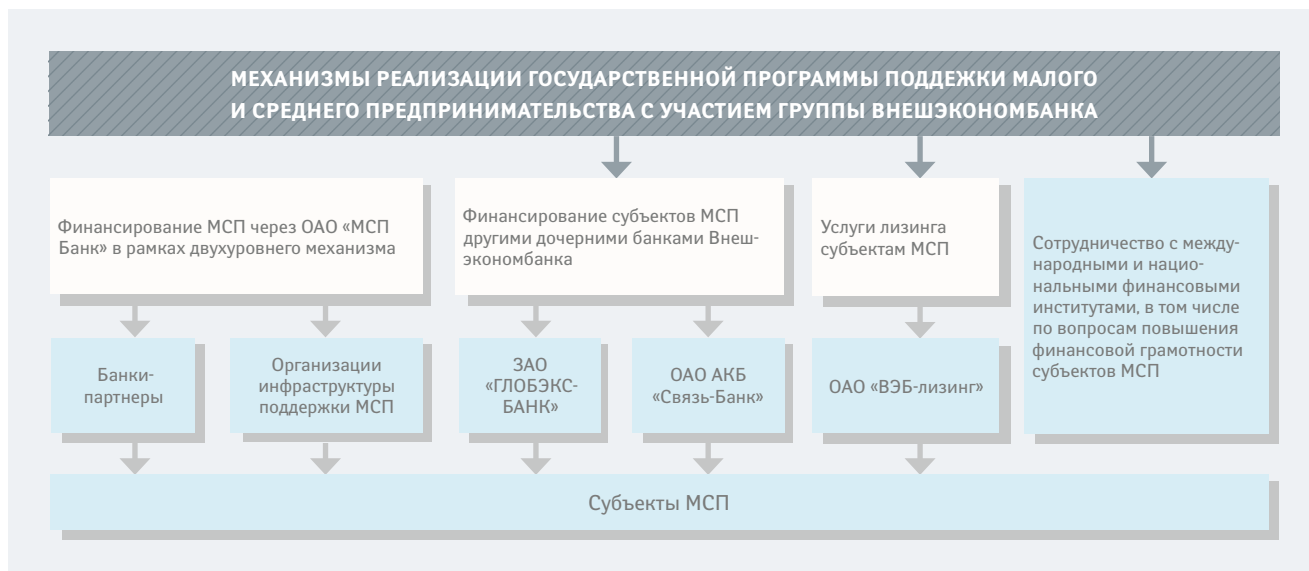 МЕХАНИЗМЫ РЕАЛИЗАЦИИ ГОСУДАРСТВЕННОЙ ПРОГРАММЫ ПОДДЕЖКИ МАЛОГО
И СРЕДНЕГО ПРЕДПРИНИМАТЕЛЬСТВА С УЧАСТИЕМ ГРУППЫ ВНЕШЭКОНОМБАНКА
Финансирование МСП через ОАО «МСП
Банк» в рамках двухуровнего механизма
Финансирование субъектов МСП
другими дочерними банками Внеш-
экономбанка
Услуги лизинга
субъектам МСП
Сотрудничество с между-
народными и нацио-
нальными финансовыми
институтами, в том числе
по вопросам повышения
финансовой грамотности
субъектов МСП
Банки-
партнеры
Организации
инфраструктуры
поддержки МСП
ЗАО
«ГЛОБЭКС-
БАНК»
ОАО АКБ
«Связь-Банк»
ОАО «ВЭБ-лизинг»
Субъекты МСП